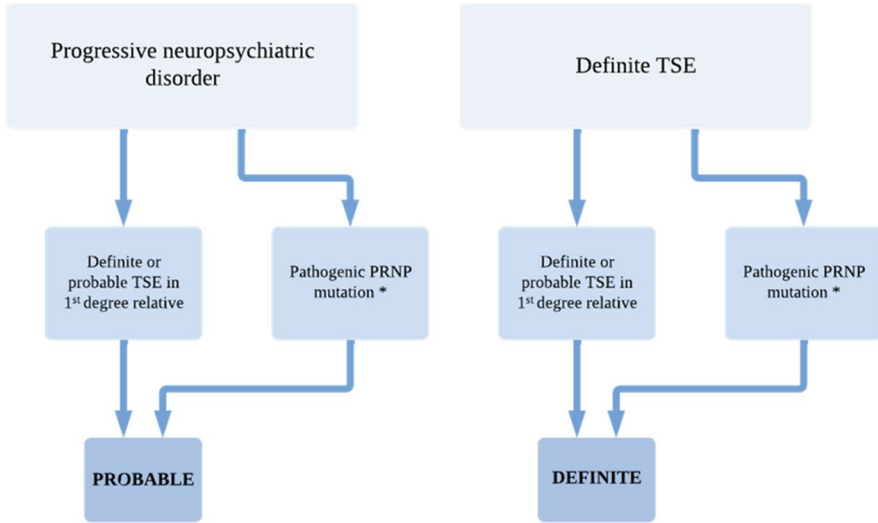 Progressive neuropsychiatric
disorder
Definite TSE
Definite or
probable TSE in
1st degree relative
Pathogenic PRNP
mutation *
Definite or
probable TSE in
1st degree relative
Pathogenic PRNP
mutation *
PROBABLE
DEFINITE